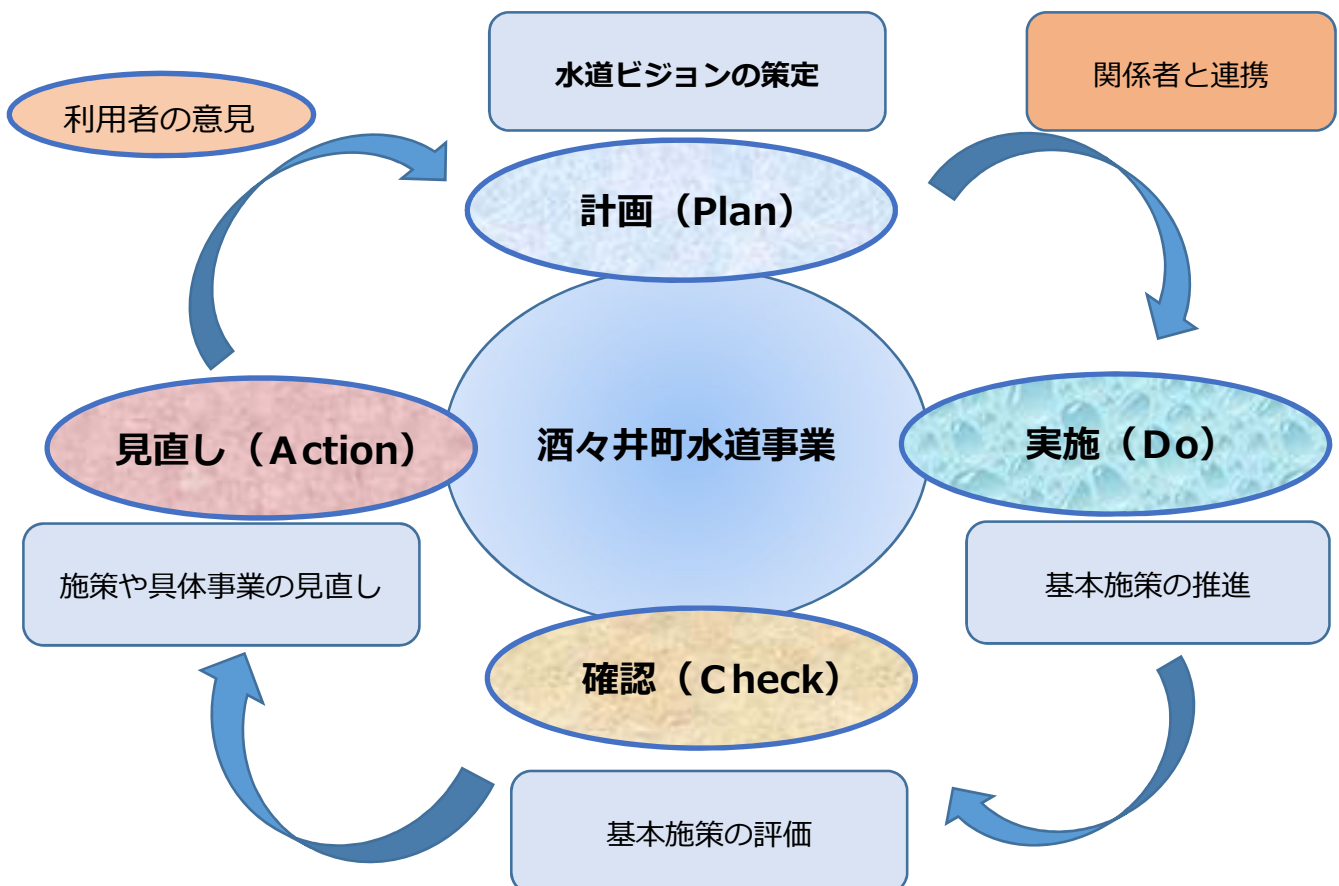 水道ビジョンの策定
関係者と連携
利用者の意見
計画（Plan）
見直し（Ａction）
酒々井町水道事業
実施（Ｄo）
施策や具体事業の見直し
基本施策の推進
確認（Ｃheck）
基本施策の評価